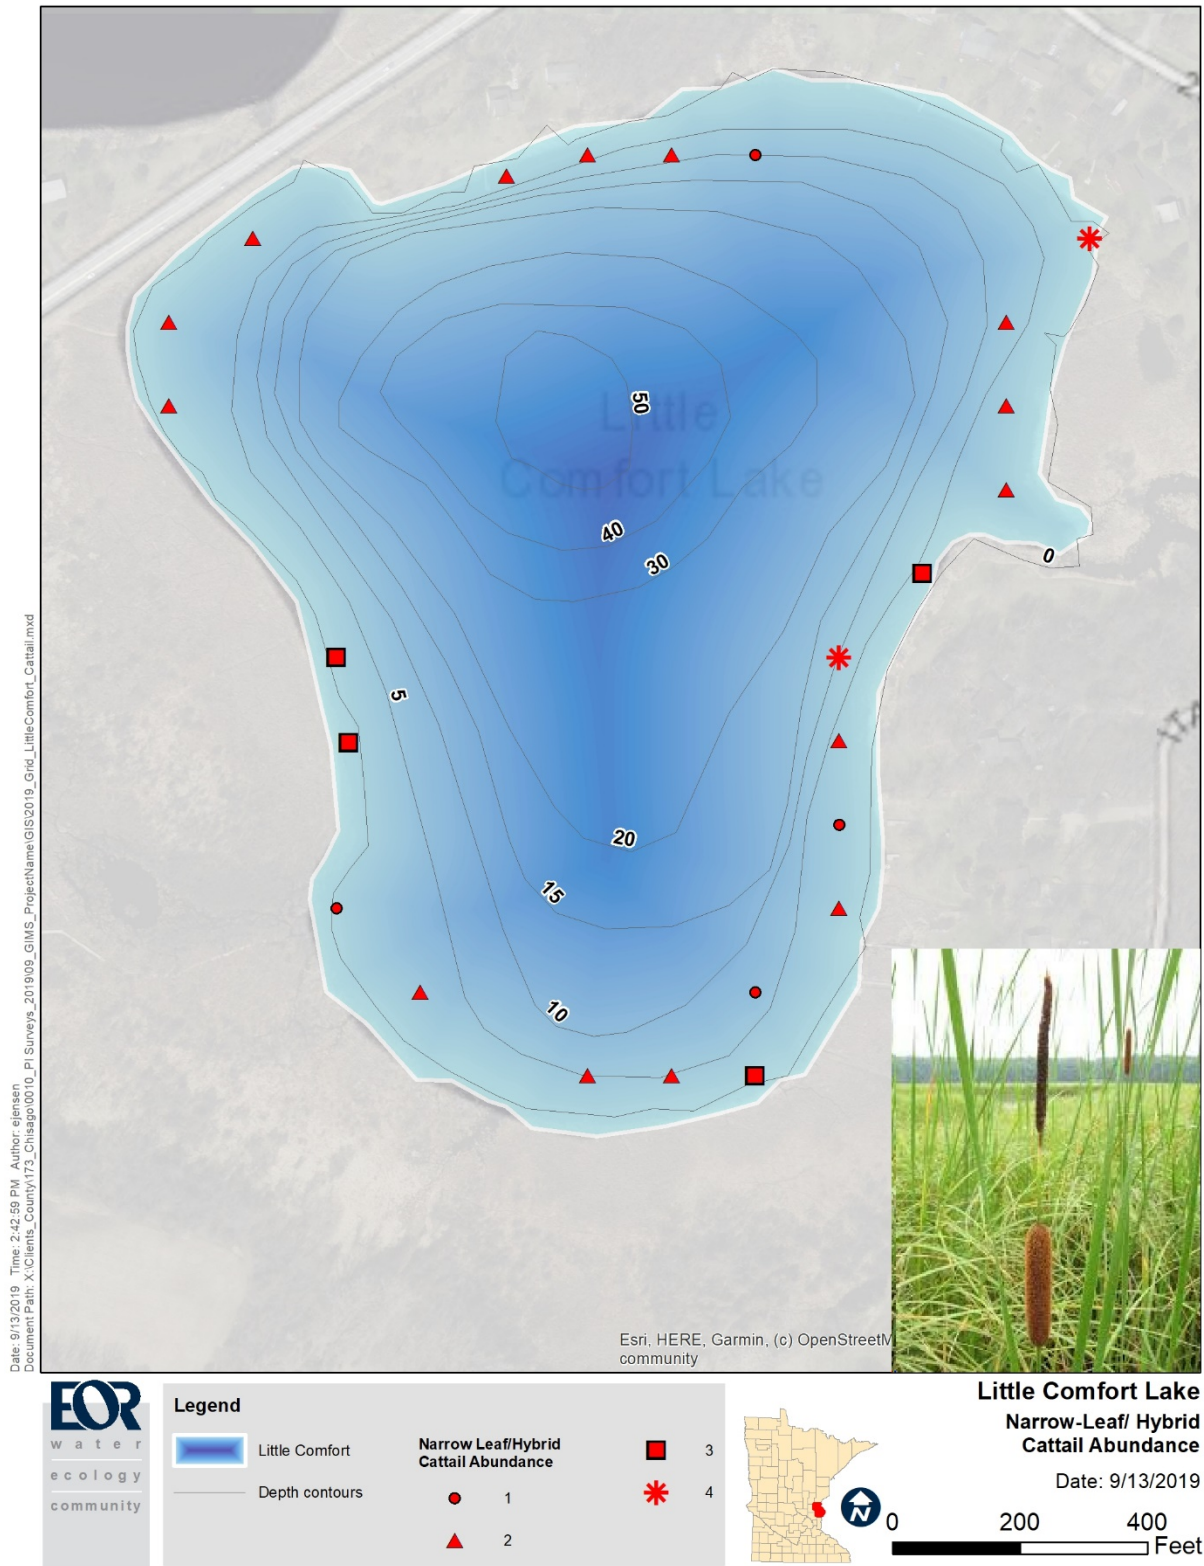 Little
Comfort Lake
50
40
30
0
5
20
15
10
Date: 9/13/2019 Time: 2:42:59 PM Author: ejensen
Document Path: X:\Clients_County\173_Chisago\0010_PI Surveys_2019\09_GIMS_ProjectName\GIS\2019_Grid_LittleComfort_Cattail.mxd
Esri, HERE, Garmin, (c) OpenStreetM
community
EOR
water
ecology
community
Legend
Little Comfort
Depth contours
Narrow Leaf/Hybrid
Cattail Abundance
1
2
3
4
N
Little Comfort Lake
Narrow-Leaf/ Hybrid
Cattail Abundance
Date: 9/13/2019
0 200 400
Feet